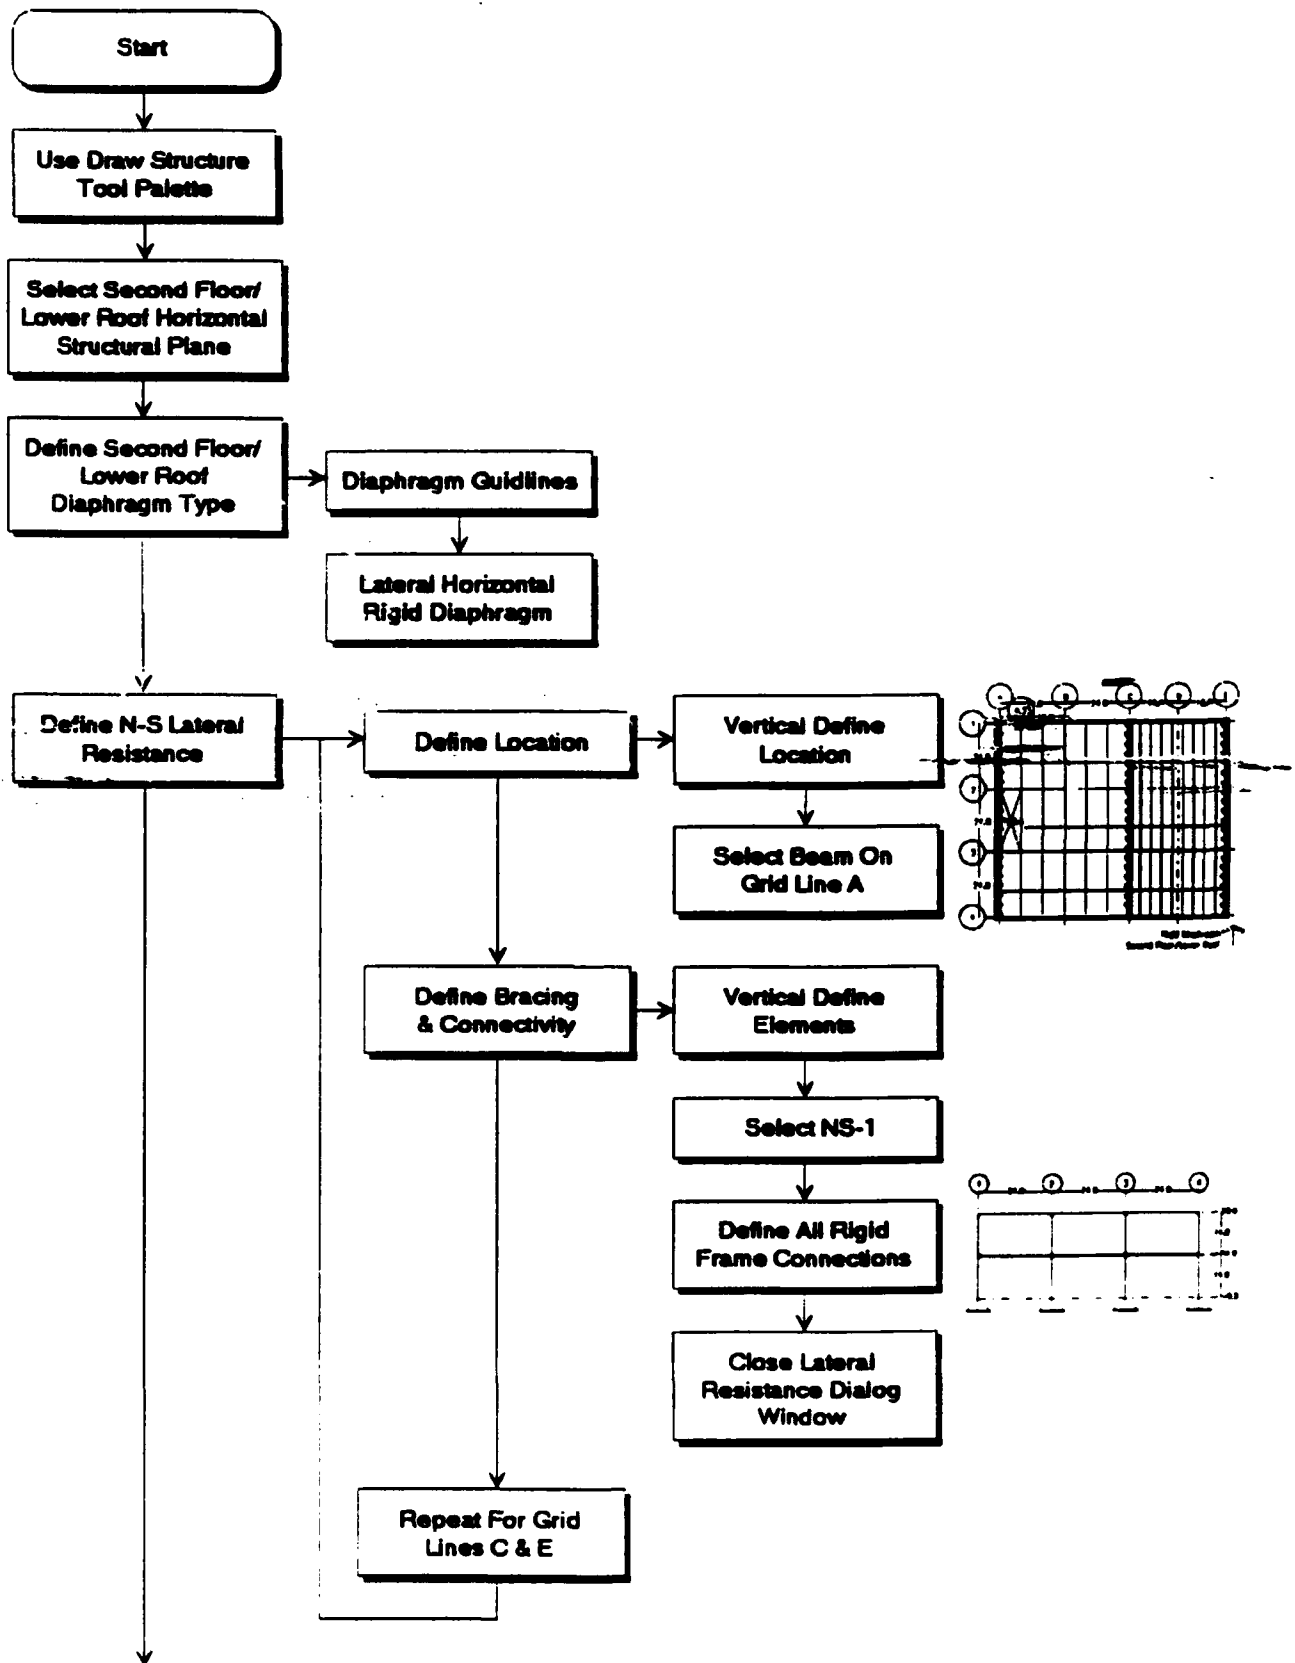 Start
Use Draw Structure
Tool Palette
Select Second Floor/
Lower Roof Horizontal
Structural Plane
Define Second Floor/
Lower Roof
Diaphragm Type
Diaphragm Guidlines
Lateral Horizontal
Rigid Diaphragm
Define N-S Lateral
Resistance
Define Location
Vertical Define
Location
Select Beam On
Grid Line A
Define Bracing
& Connectivity
Vertical Define
Elements
Select NS-1
Define All Rigid
Frame Connections
Close Lateral
Resistance Dialog
Window
Repeat For Grid
Lines C & E